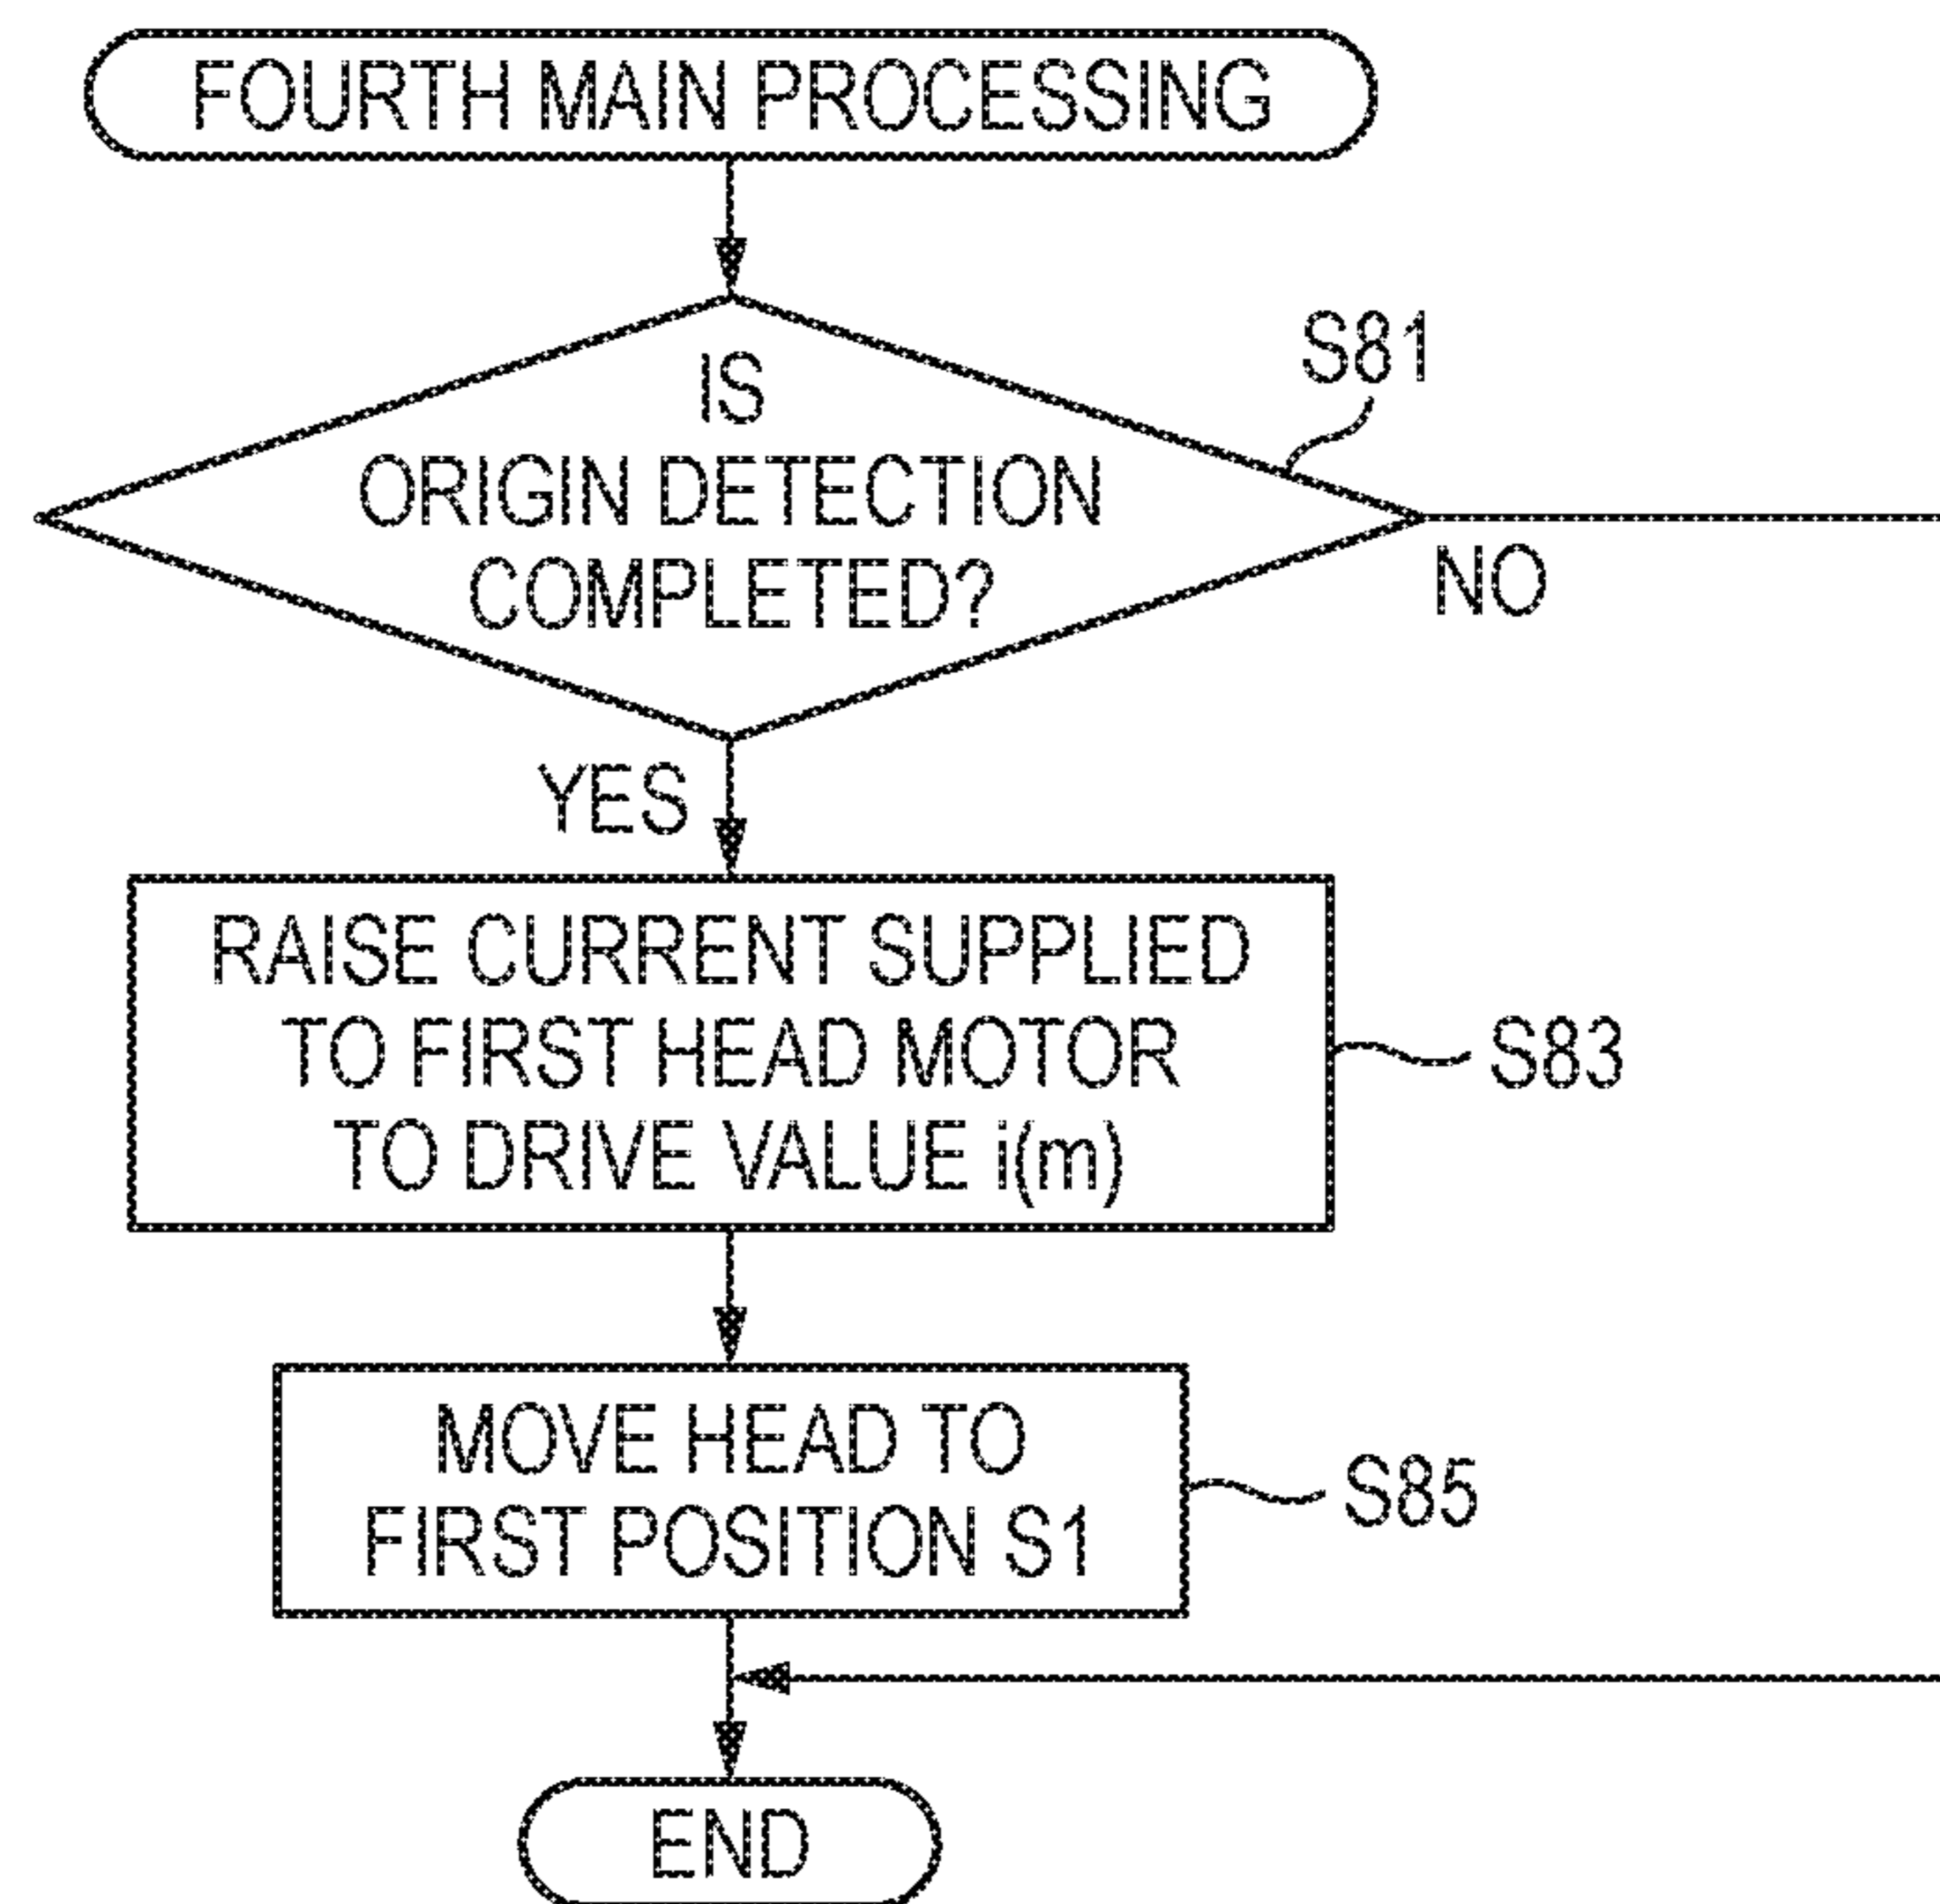 FOURTH MAIN PROCESSING
S81
IS
ORIGIN DETECTION
COMPLETED?
NO
YES
RAISE CURRENT SUPPLIED
TO FIRST HEAD MOTOR
TO DRIVE VALUE i(m)
S83
MOVE HEAD TO
FIRST POSITION S1
S85
END